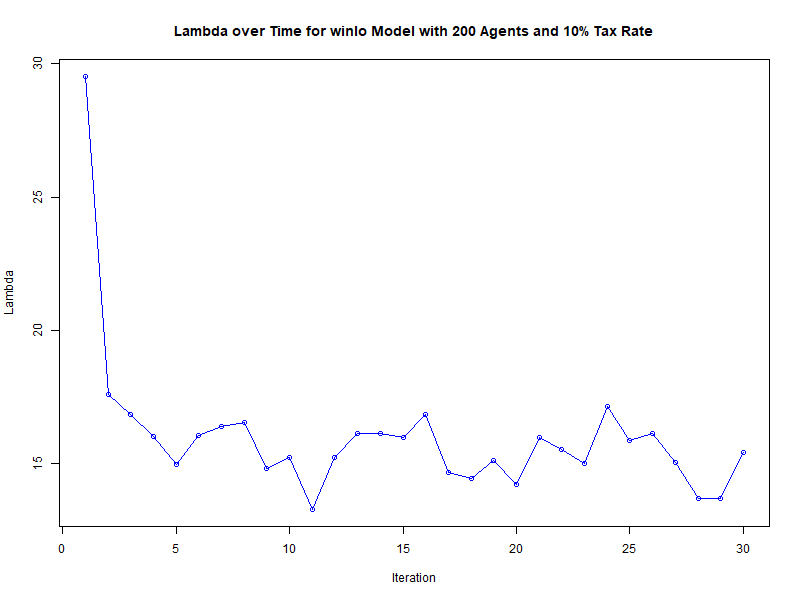 Lambda over Time for winlo Model with 200 Agents and 10% Tax Rate
30
25
20
15
Lambda
0 5 10 15 20 25 30
Iteration